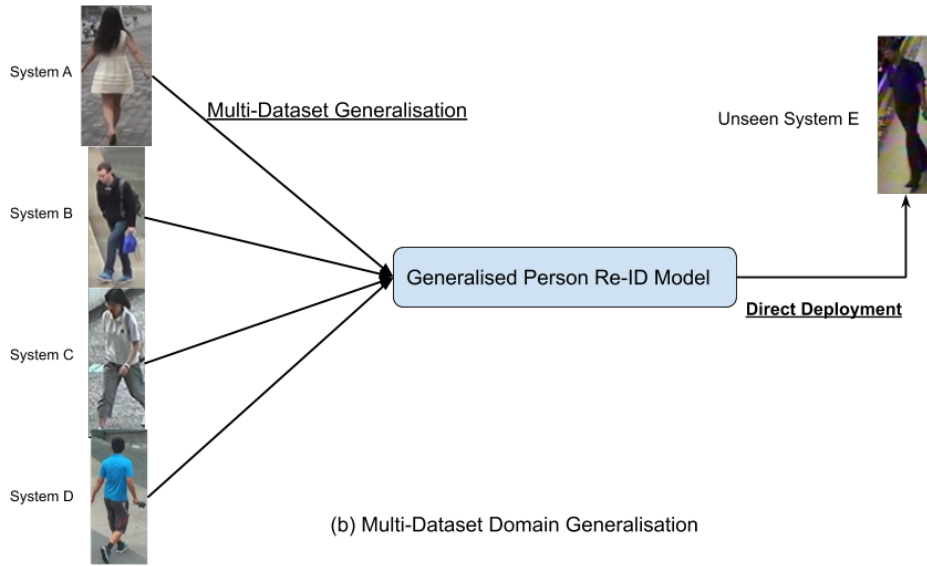 System A
Multi-Dataset Generalisation
Unseen System E
System B
Generalised Person Re-ID Model
Direct Deployment
System C
System D
(b) Multi-Dataset Domain Generalisation